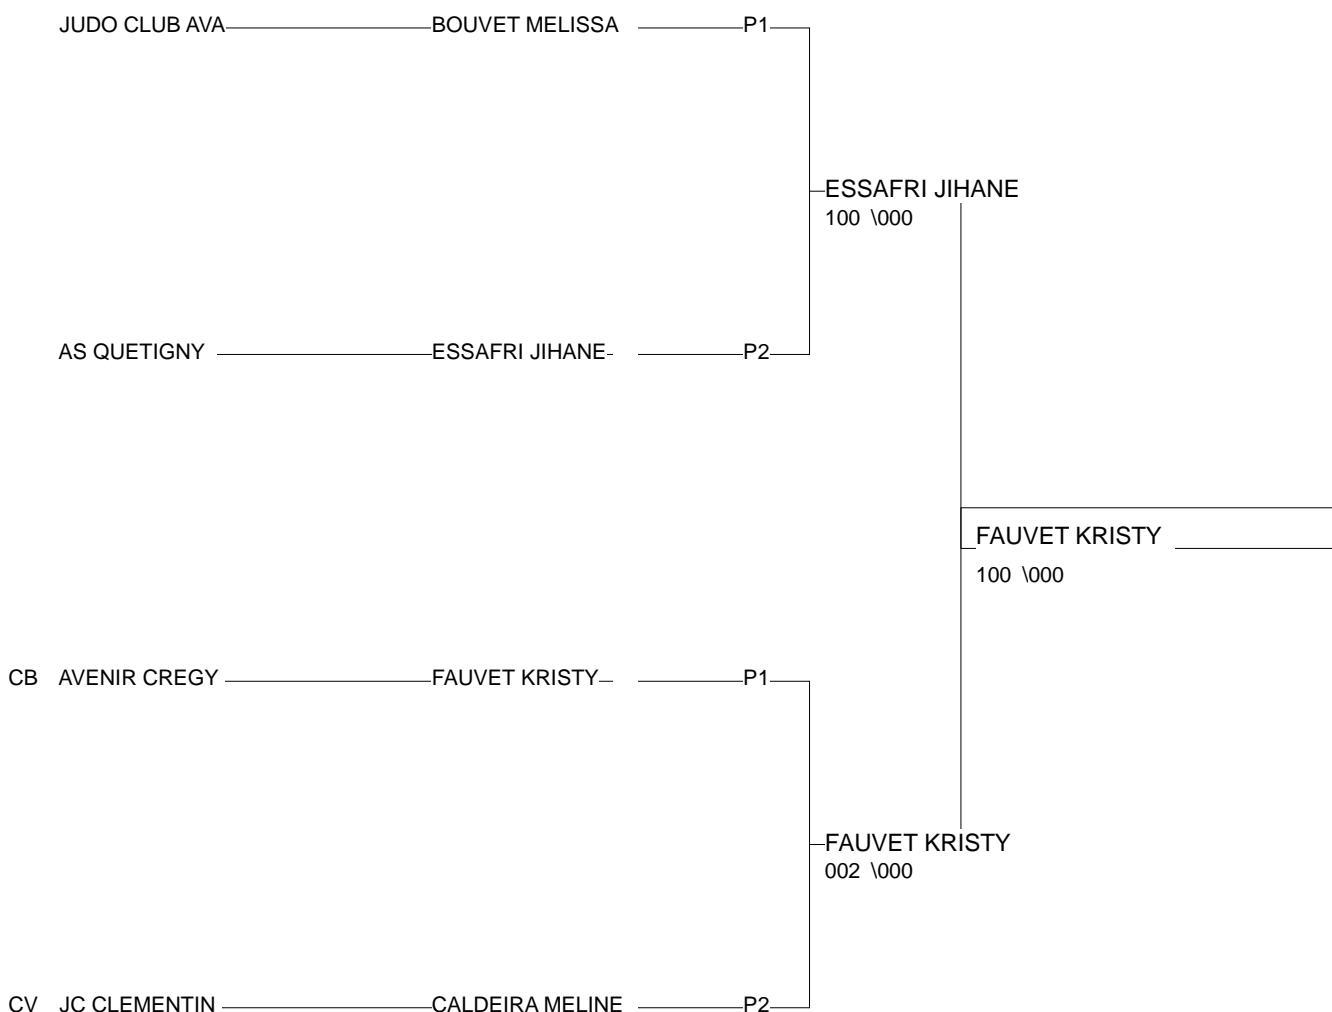 JUDO CLUB AVA BOUVET MELISSA P1
ESSAFRI JIHANE
100 \000
AS QUETIGNY ESSAFRI JIHANE P2
FAUVET KRISTY
100 \000
CB AVENIR CREGY FAUVET KRISTY P1
FAUVET KRISTY
002 \000
CV JC CLEMENTIN CALDEIRA MELINE P2